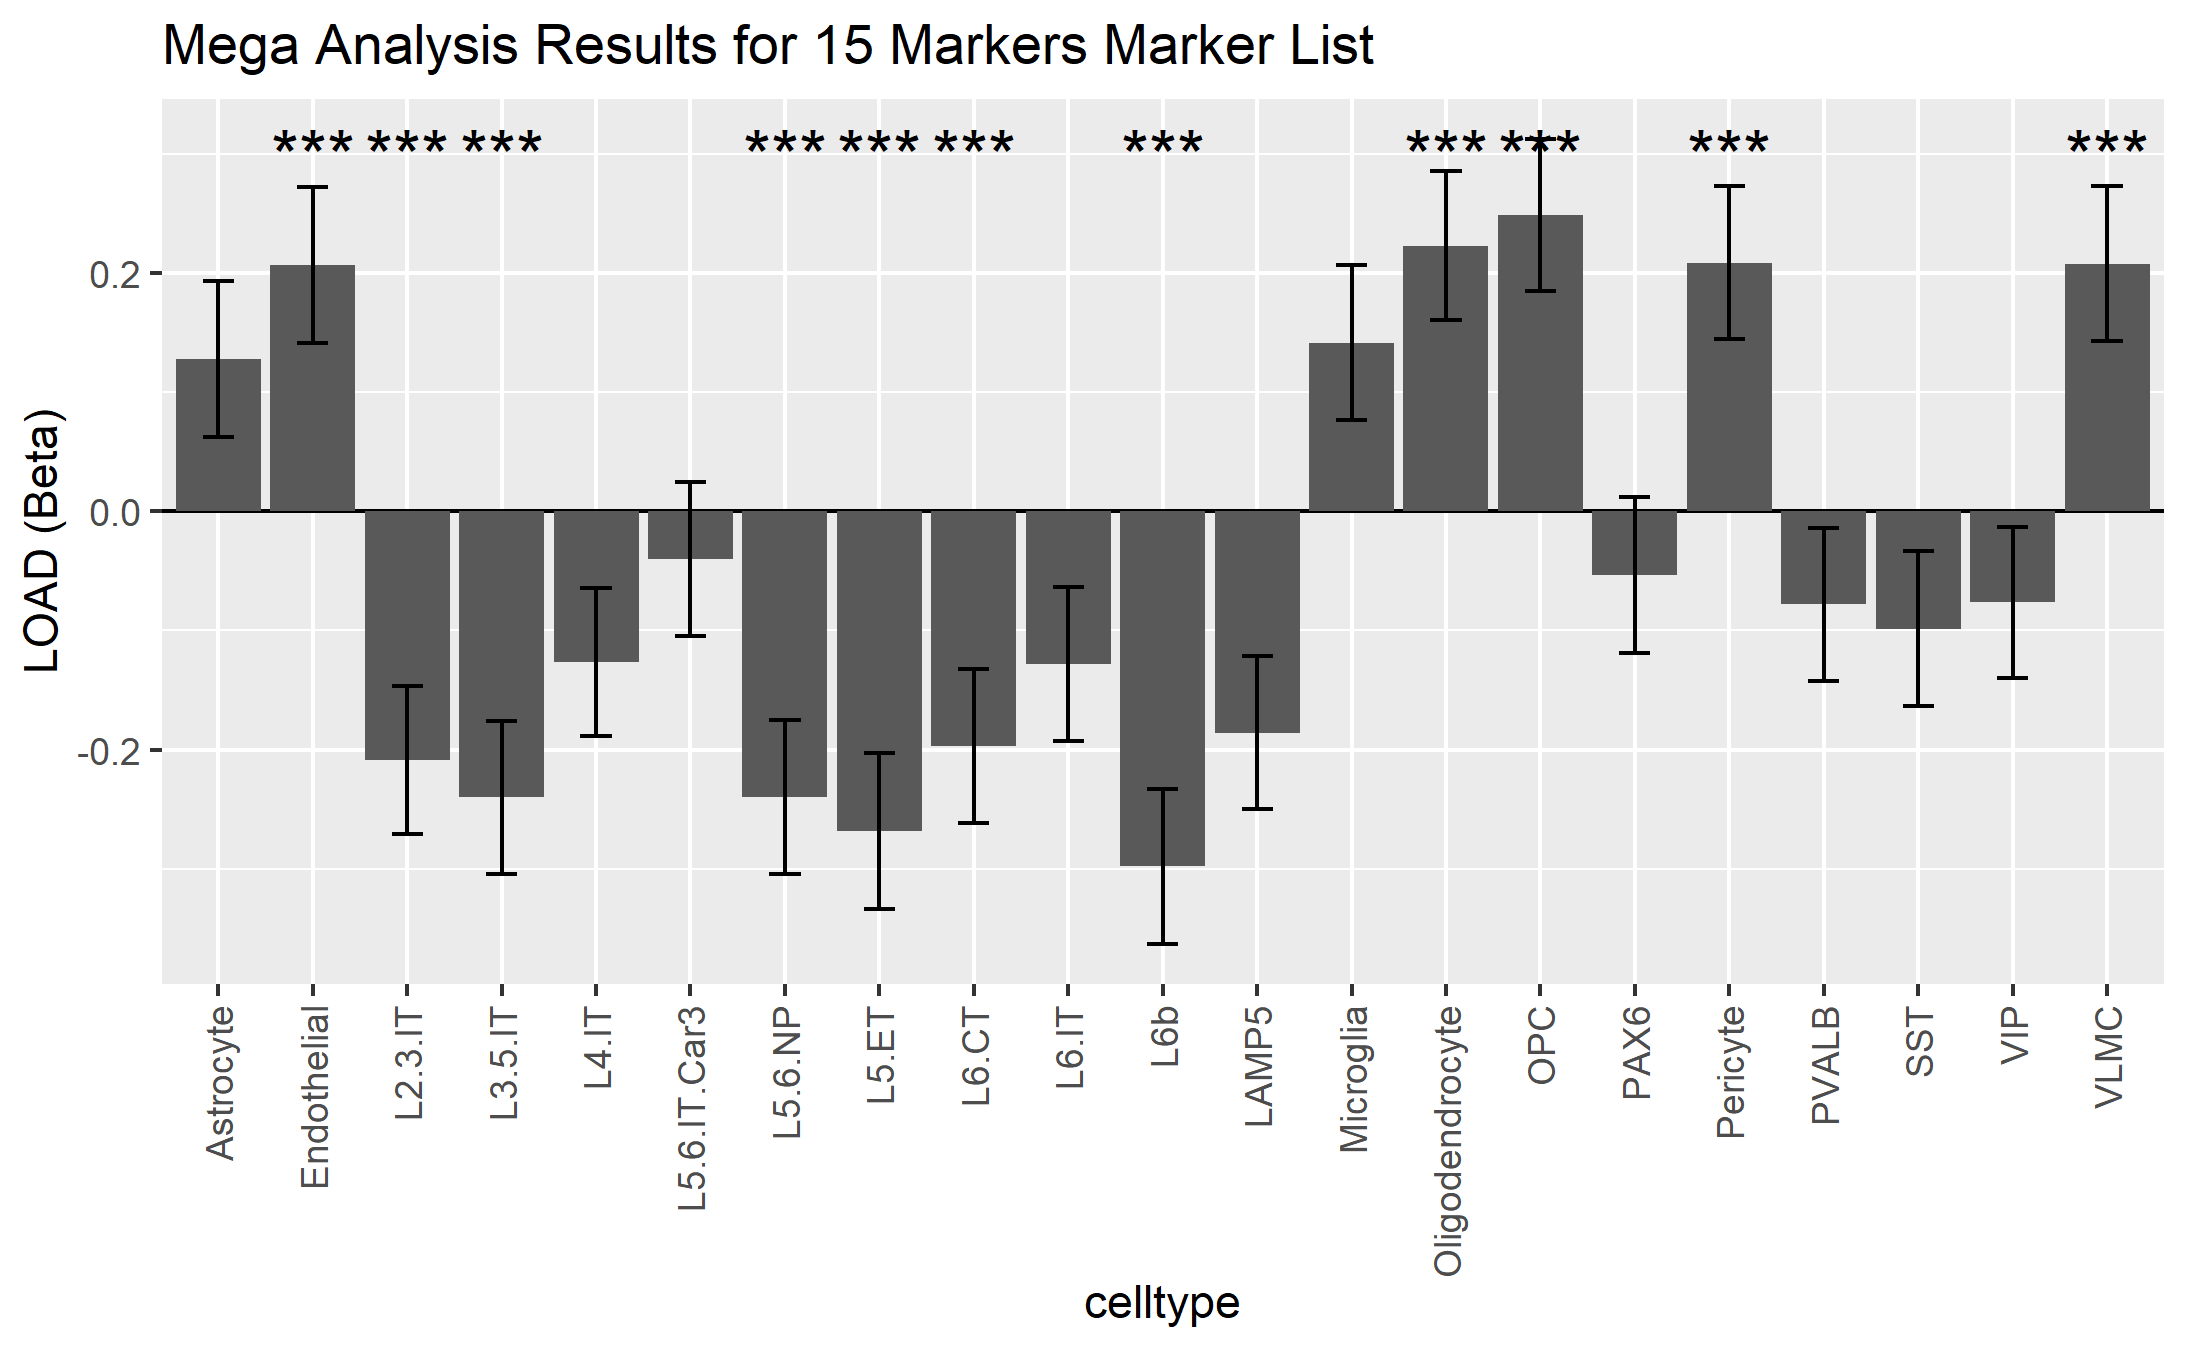 Mega Analysis Results for 15 Markers Marker List
*** *** *** *** *** *** *** *** *** *** ***
LOAD (Beta)
0.2
0.0
-0.2
Astrocyte
Endothelial
L2.3.IT
L3.5.IT
L4.IT
L5.6.IT.Car3
L5.6.NP
L5.ET
L6.CT
L6.IT
L6b
LAMP5
Microglia
Oligodendrocyte
OPC
PAX6
Pericyte
PVALB
SST
VIP
VLMC
celltype